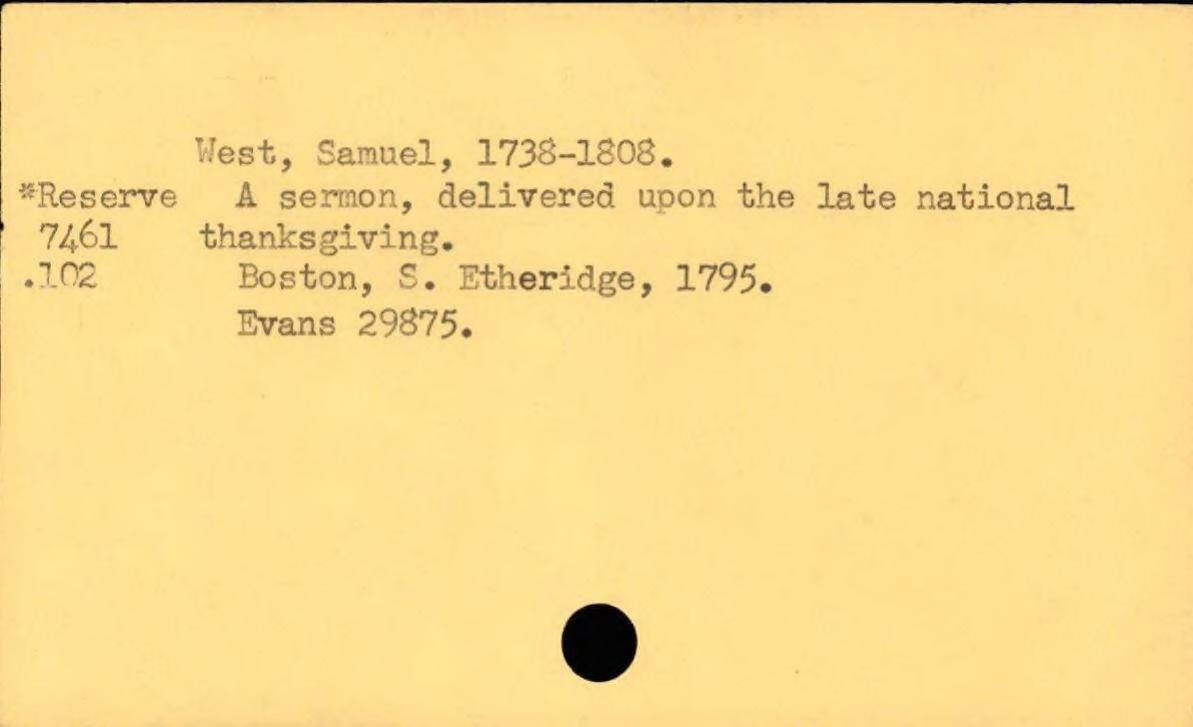 West, Samuel, 1738-1808.
*Reserve A sermon, delivered upon the late national
7461 thanksgiving.
.102 Boston, S. Etheridge, 1795.
Evans 29875.